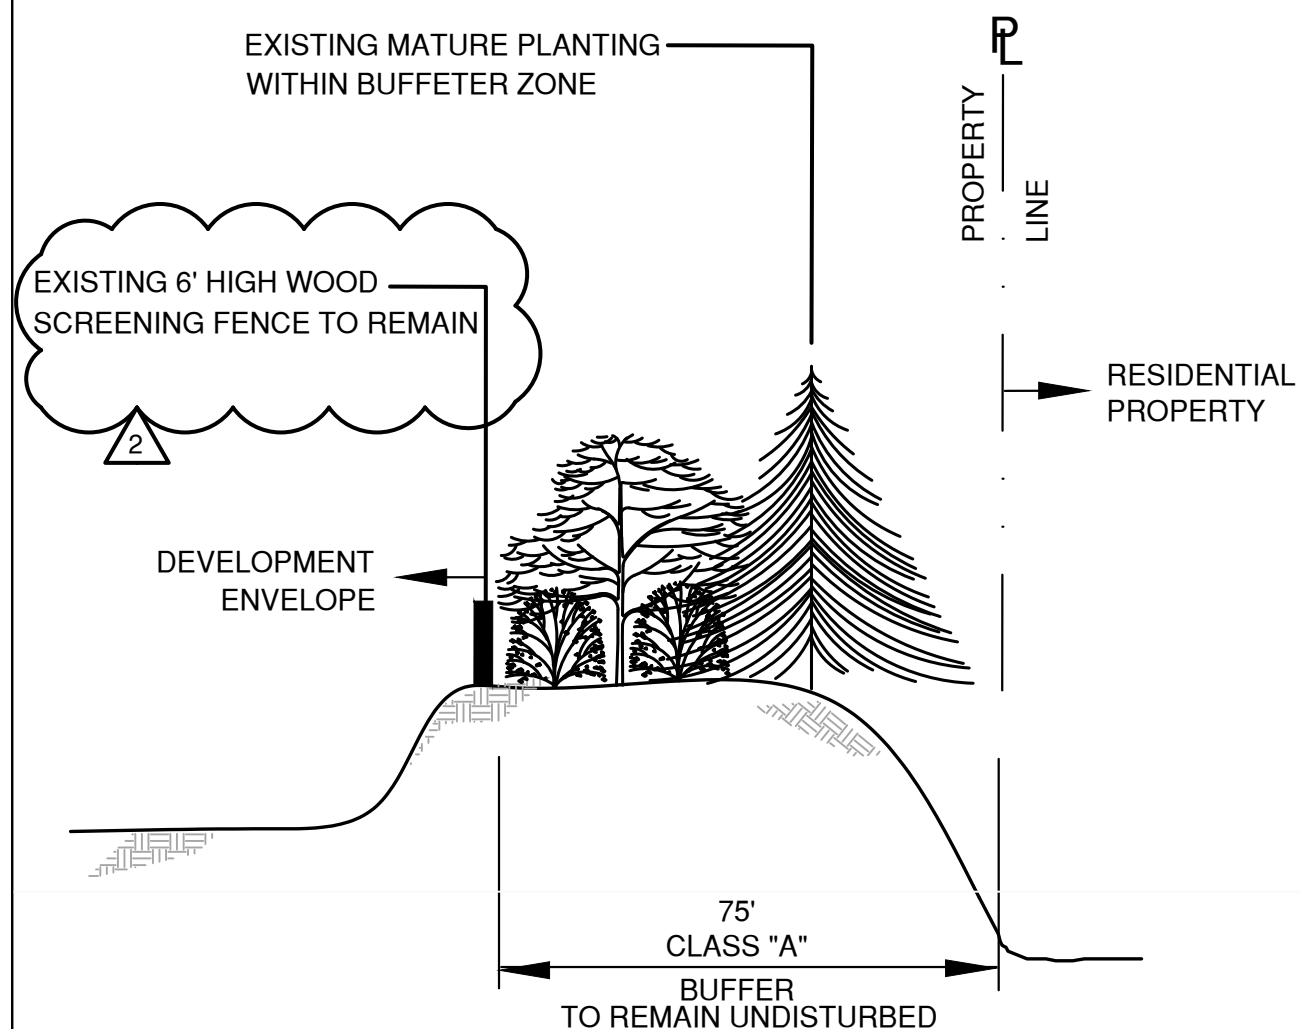 EXISTING MATURE PLANTING
WITHIN BUFFETER ZONE
PL
PROPERTY
LINE
EXISTING 6' HIGH WOOD
SCREENING FENCE TO REMAIN
2
RESIDENTIAL
PROPERTY
DEVELOPMENT
ENVELOPE
75'
CLASS "A"
BUFFER
TO REMAIN UNDISTURBED